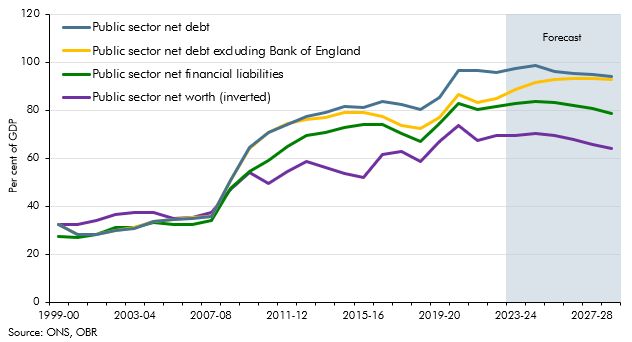 120
100
80
60
40
20
0
Per cent of GDP
Public sector net debt
Public sector net debt excluding Bank of England
Public sector net financial liabilities
Public sector net worth (inverted)
Forecast
1999-00 2003-04 2007-08 2011-12 2015-16 2019-20 2023-24 2027-28
Source: ONS, OBR